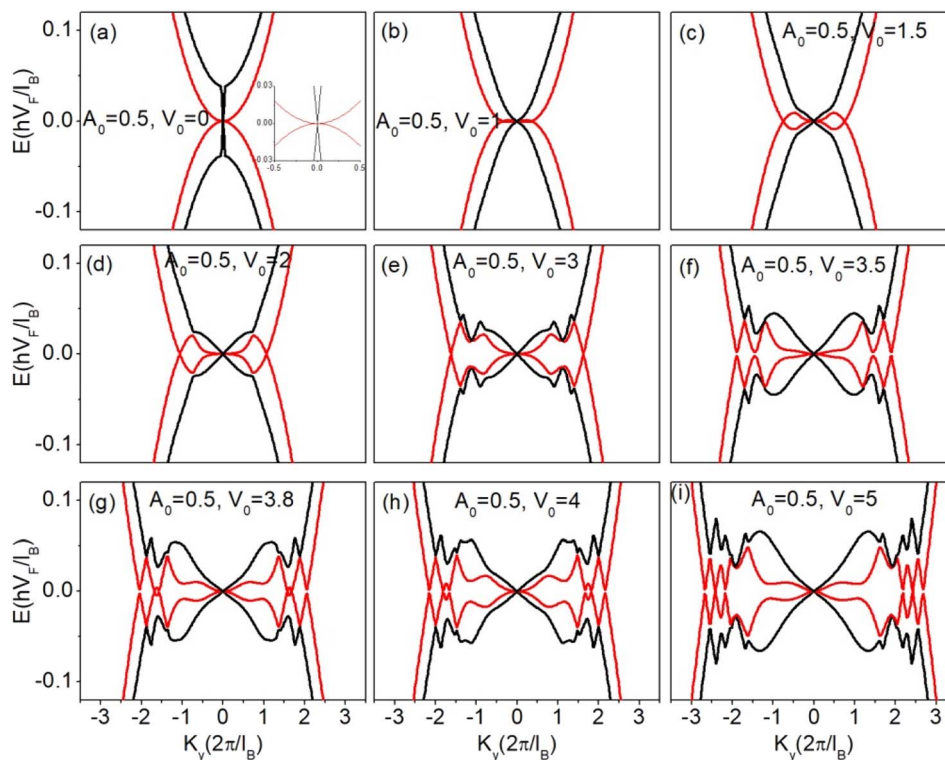 (a)
A₀=0.5, V₀=0
0.03
0.00
-0.03
-0.5
0.0
0.5
(b)
A₀=0.5, V₀=1
(c)
A₀=0.5, V₀=1.5
0.1
0.0
-0.1
E(hV_F/l_B)
(d)
A₀=0.5, V₀=2
(e)
A₀=0.5, V₀=3
(f)
A₀=0.5, V₀=3.5
0.1
0.0
-0.1
E(hV_F/l_B)
(g)
A₀=0.5, V₀=3.8
(h)
A₀=0.5, V₀=4
(i)
A₀=0.5, V₀=5
0.1
0.0
-0.1
E(hV_F/l_B)
-3 -2 -1 0 1 2 3
-3 -2 -1 0 1 2 3
-3 -2 -1 0 1 2 3
K_y(2π/l_B)
K_y(2π/l_B)
K_y(2π/l_B)